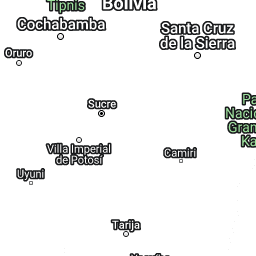 Tipnis
Bolivia
Cochabamba
Santa Cruz
de la Sierra
Oruro
Sucre
Villa Imperial
de Potosí
Camiri
Uyuni
Tarija